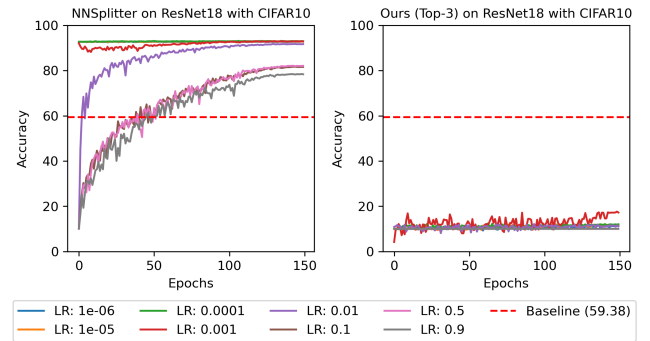 NNSplitter on ResNet18 with CIFAR10
Ours (Top-3) on ResNet18 with CIFAR10
100
80
60
40
20
0
Accuracy
0
50
100
150
Epochs
100
80
60
40
20
0
Accuracy
0
50
100
150
Epochs
LR: 1e-06
LR: 0.0001
LR: 0.01
LR: 0.5
Baseline (59.38)
LR: 1e-05
LR: 0.001
LR: 0.1
LR: 0.9